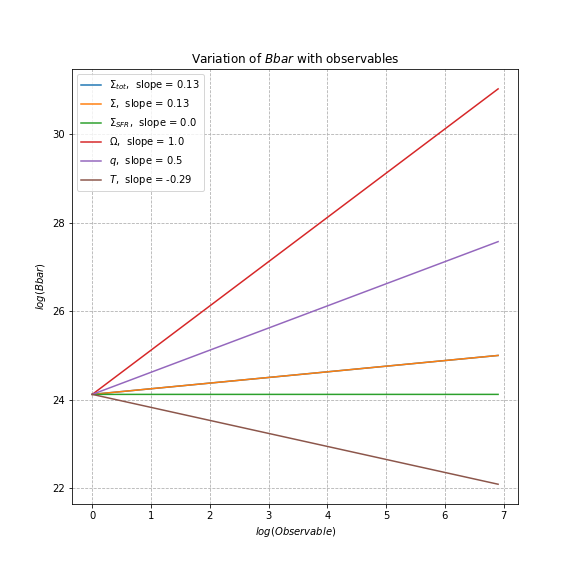 Variation of Bbar with observables
Σtot, slope = 0.13
Σ, slope = 0.13
ΣSFR, slope = 0.0
Ω, slope = 1.0
q, slope = 0.5
T, slope = -0.29
log(Bbar)
30
28
26
24
22
0 1 2 3 4 5 6 7
log(Observable)